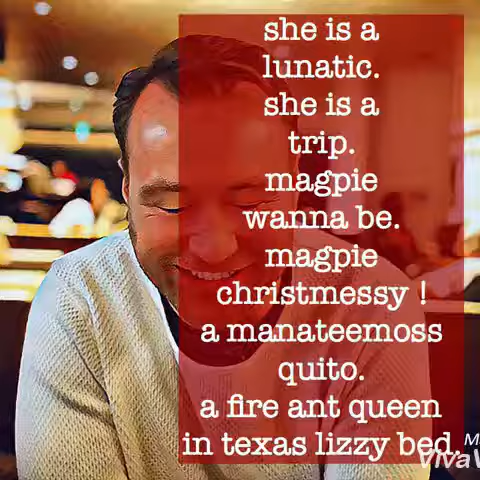 she is a
lunatic.
she is a
trip.
magpie
wanna be.
magpie
christmessy !
a manateemoss
quito.
a fire ant queen
in texas lizzy bed.